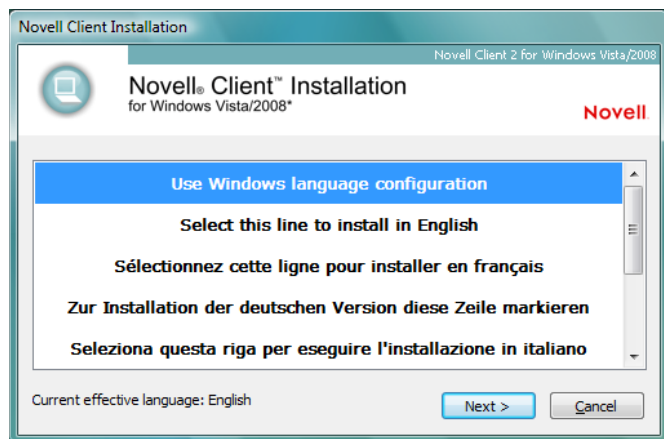 Novell Client Installation
Novell Client 2 for Windows Vista/2008
Novell® Client™ Installation
for Windows Vista/2008*
Novell.
Use Windows language configuration
Select this line to install in English
Sélectionnez cette ligne pour installer en français
Zur Installation der deutschen Version diese Zeile markieren
Seleziona questa riga per eseguire l'installazione in italiano
Current effective language: English
Next >
Cancel